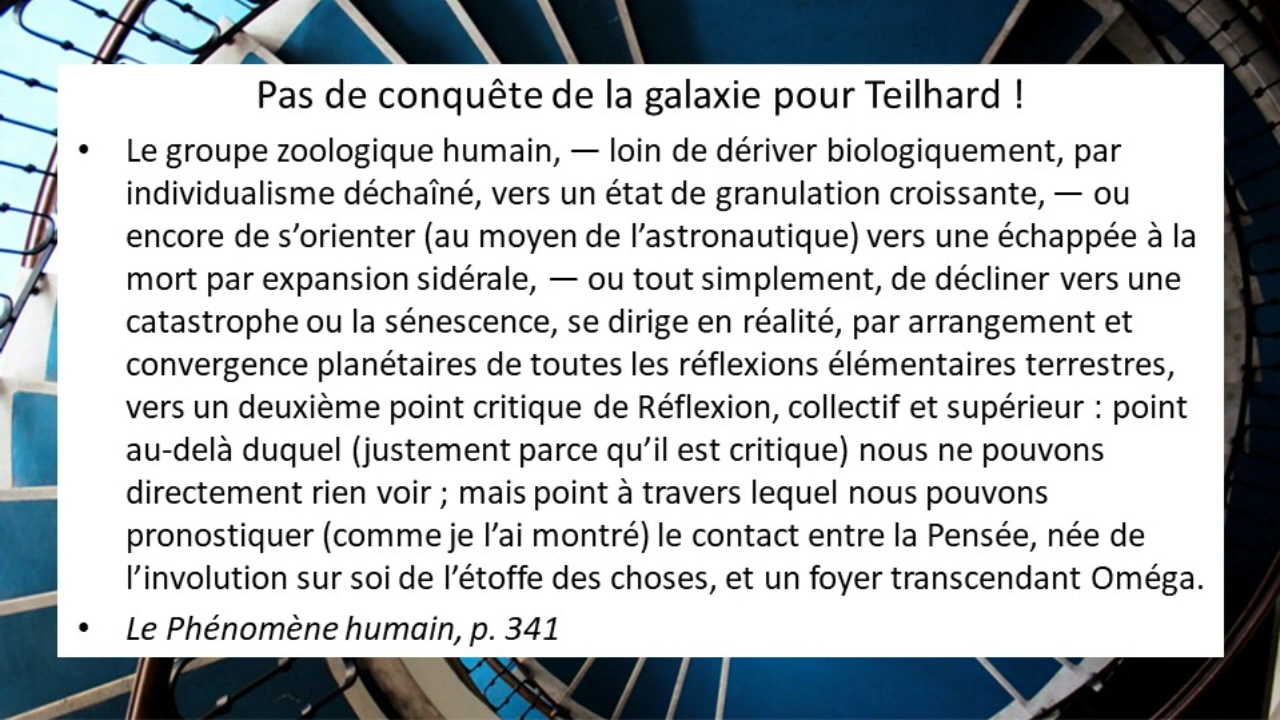 Pas de conquête de la galaxie pour Teilhard !
• Le groupe zoologique humain, — loin de dériver biologiquement, par
individualisme déchaîné, vers un état de granulation croissante, — ou
encore de s’orienter (au moyen de l’astronautique) vers une échappée à la
mort par expansion sidérale, — ou tout simplement, de décliner vers une
catastrophe ou la sénescence, se dirige en réalité, par arrangement et
convergence planétaires de toutes les réflexions élémentaires terrestres,
vers un deuxième point critique de Réflexion, collectif et supérieur : point
au-delà duquel (justement parce qu’il est critique) nous ne pouvons
directement rien voir ; mais point à travers lequel nous pouvons
pronostiquer (comme je l’ai montré) le contact entre la Pensée, née de
l’involution sur soi de l’étoffe des choses, et un foyer transcendant Oméga.
• Le Phénomène humain, p. 341